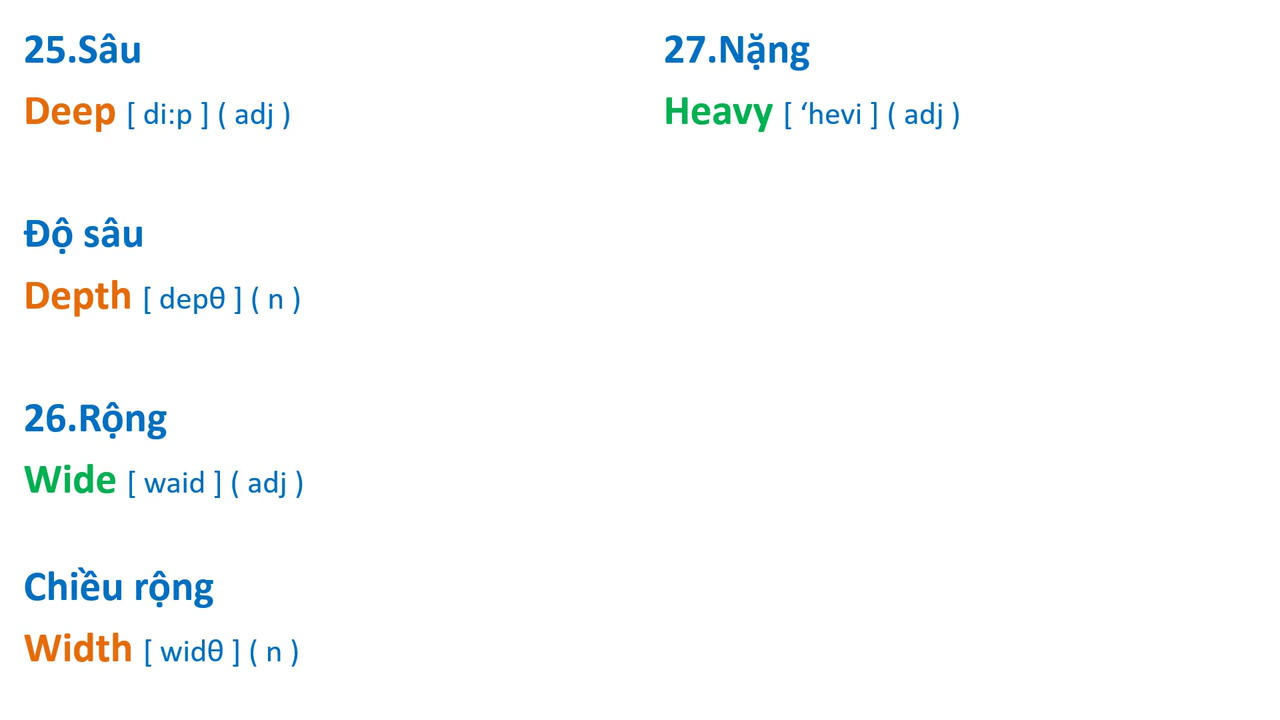 25.Sâu
Deep [ di:p ] ( adj )
Độ sâu
Depth [ depθ ] ( n )
26.Rộng
Wide [ waid ] ( adj )
Chiều rộng
Width [ widθ ] ( n )
27.Nặng
Heavy [ ‘hevi ] ( adj )